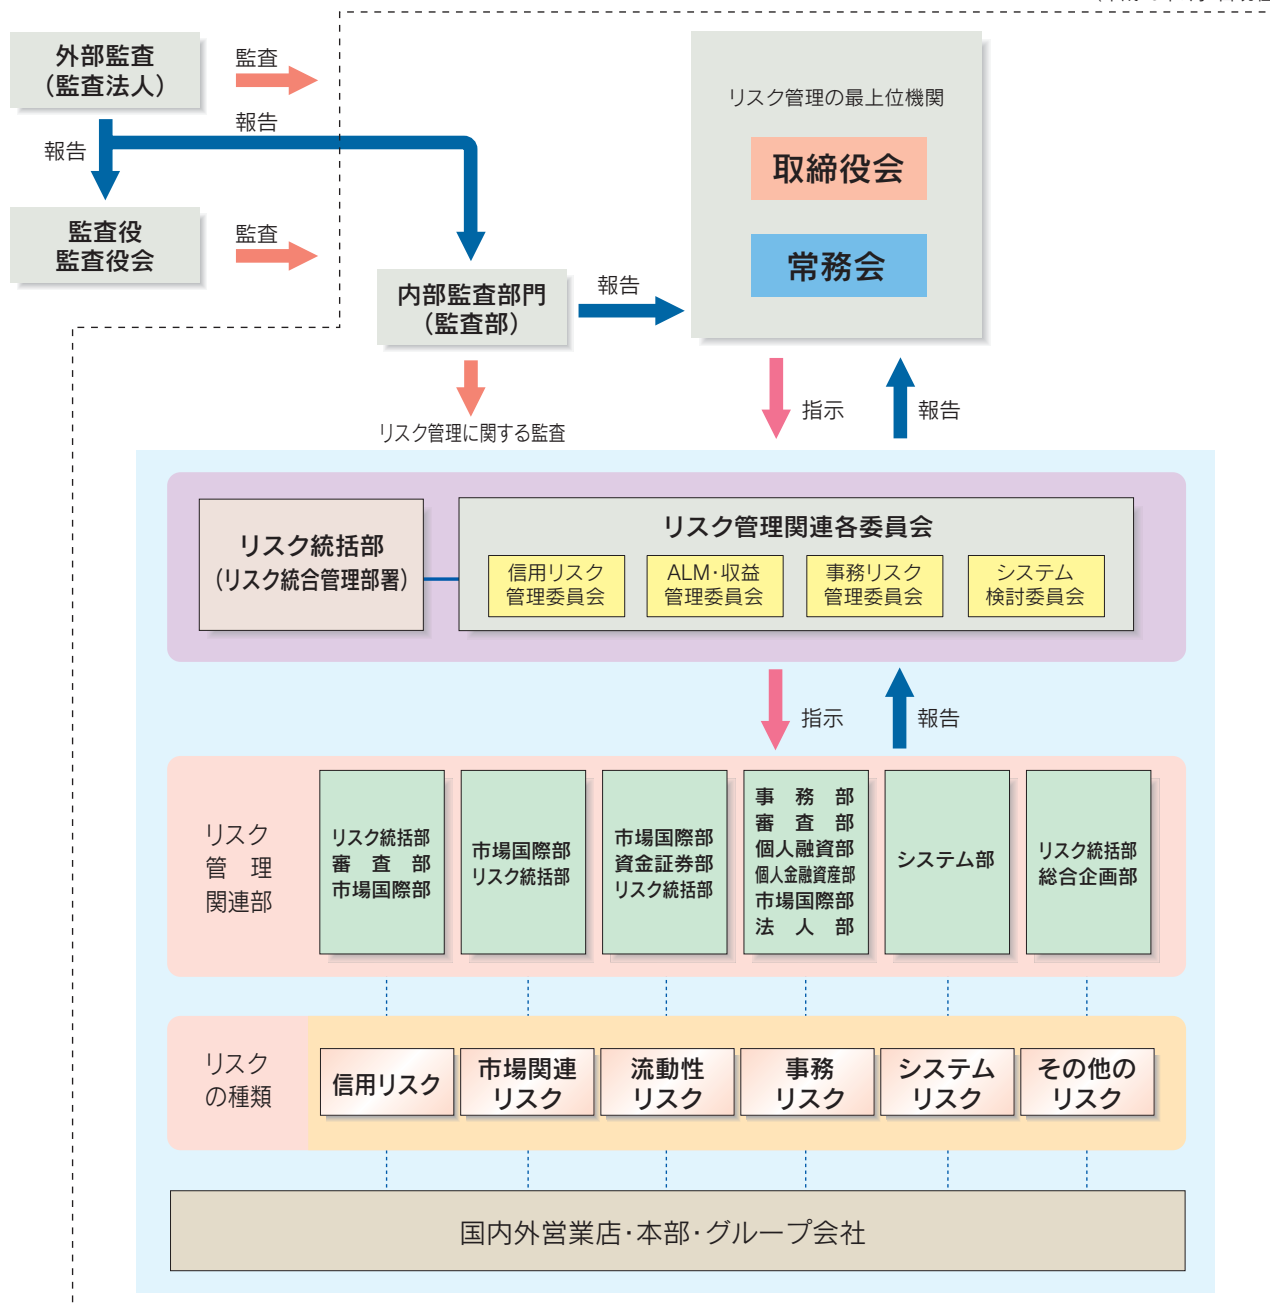 外部監査
（監査法人）
監査
報告
報告
監査役
監査役会
監査
内部監査部門
（監査部）
報告
リスク管理の最上位機関
取締役会
常務会
リスク管理に関する監査
指示
報告
リスク統括部
（リスク統合管理部署）
リスク管理関連各委員会
信用リスク
管理委員会
ALM・収益
管理委員会
事務リスク
管理委員会
システム
検討委員会
指示
報告
リスク
管　理
関連部
リスク統括部
審　査　部
市場国際部
市場国際部
リスク統括部
市場国際部
資金証券部
リスク統括部
事　務　部
審　査　部
個人融資部
個人金融資産部
市場国際部
法　人　部
システム部
リスク統括部
総合企画部
リスク
の種類
信用リスク
市場関連
リスク
流動性
リスク
事務
リスク
システム
リスク
その他の
リスク
国内外営業店・本部・グループ会社